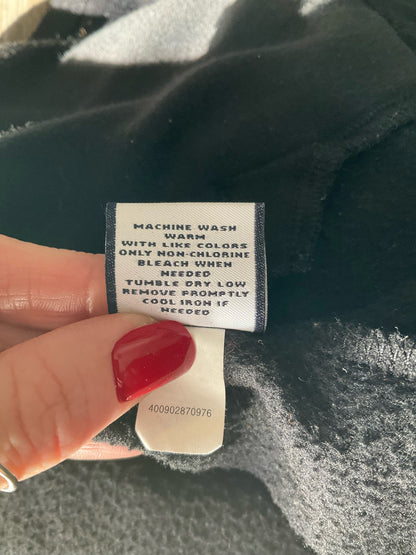 MACHINE WASH
WARM
WITH LIKE COLORS
ONLY NON-CHLORINE
BLEACH WHEN
NEEDED
TUMBLE DRY LOW
REMOVE PROMPTLY
COOL IRON IF
NEEDED
400902870976